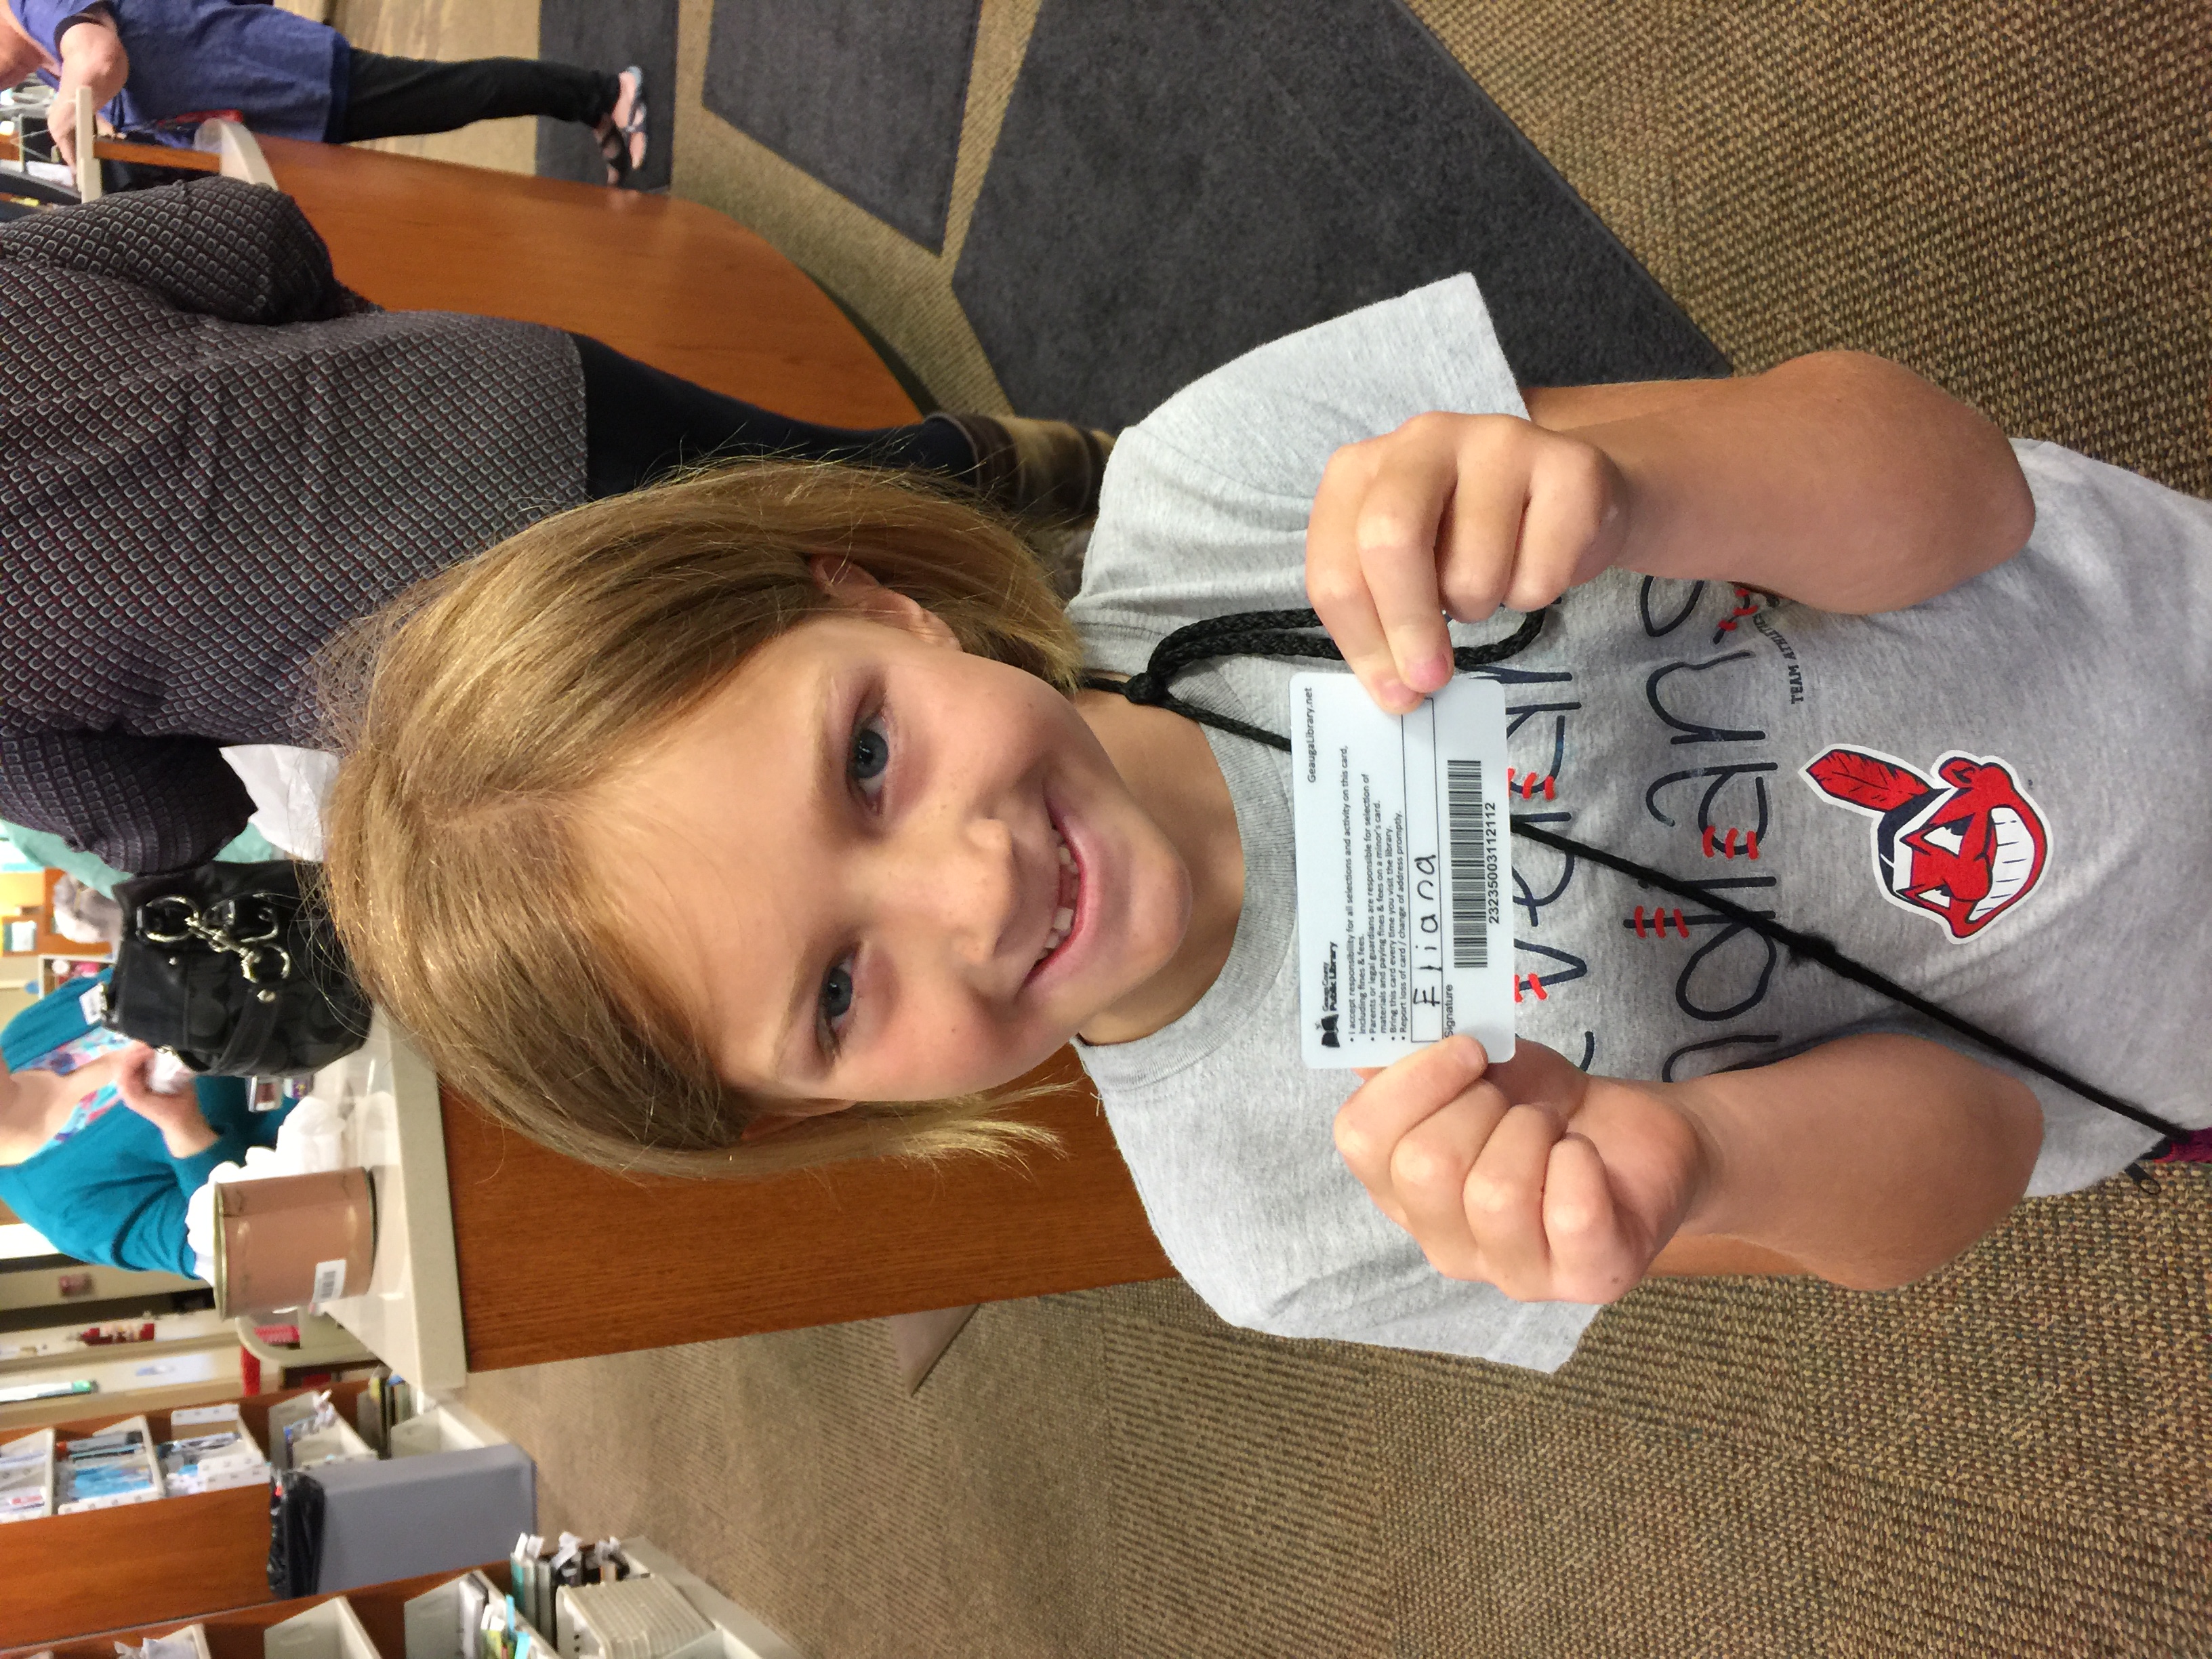 Geauga County
Public Library
GeaugaLibrary.net
• I accept responsibility for all selections and activity on this card,
including fines & fees.
• Parents or legal guardians are responsible for selection of
materials and paying fines & fees on a minor's card.
• Bring this card every time you visit the library.
• Report loss of card / change of address promptly.
Eliana
Signature
23235003112112
velan
ndians
TEAM ATHLETICS